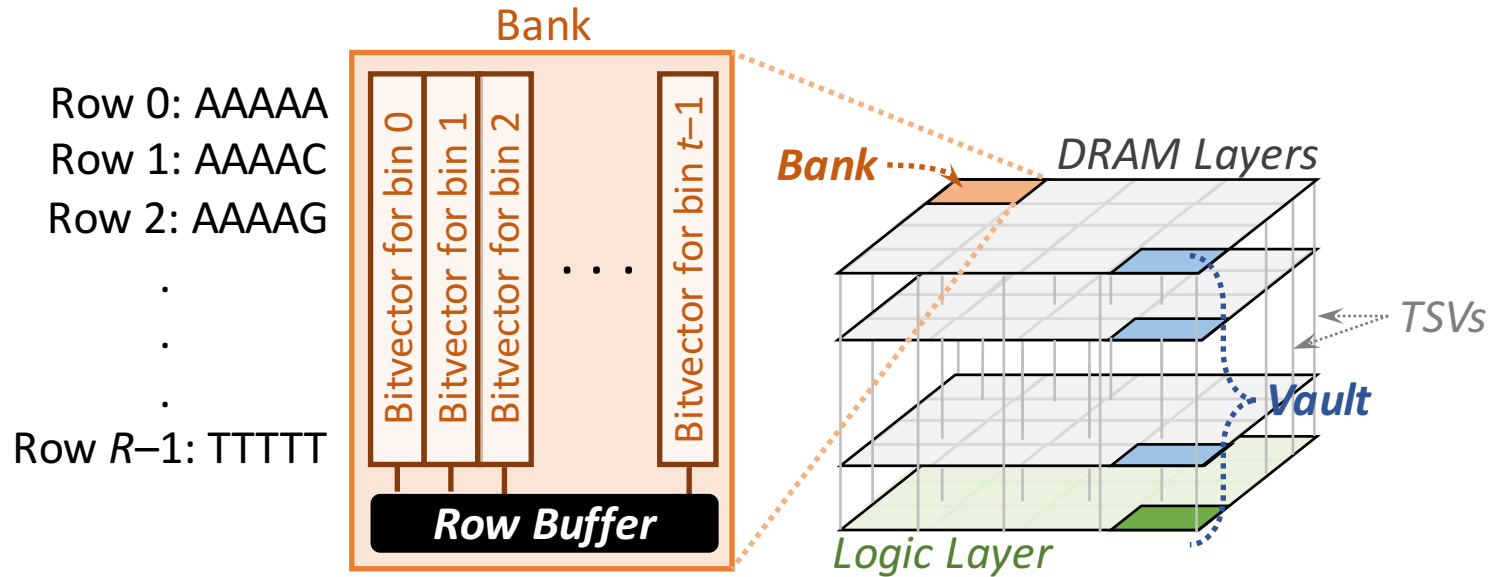 Bank
Row 0: AAAAA
Row 1: AAAAC
Row 2: AAAAG
.
.
.
Row R–1: TTTTT
Bitvector for bin 0
Bitvector for bin 1
Bitvector for bin 2
. . .
Bitvector for bin t–1
Row Buffer
Bank
DRAM Layers
TSVs
Vault
Logic Layer